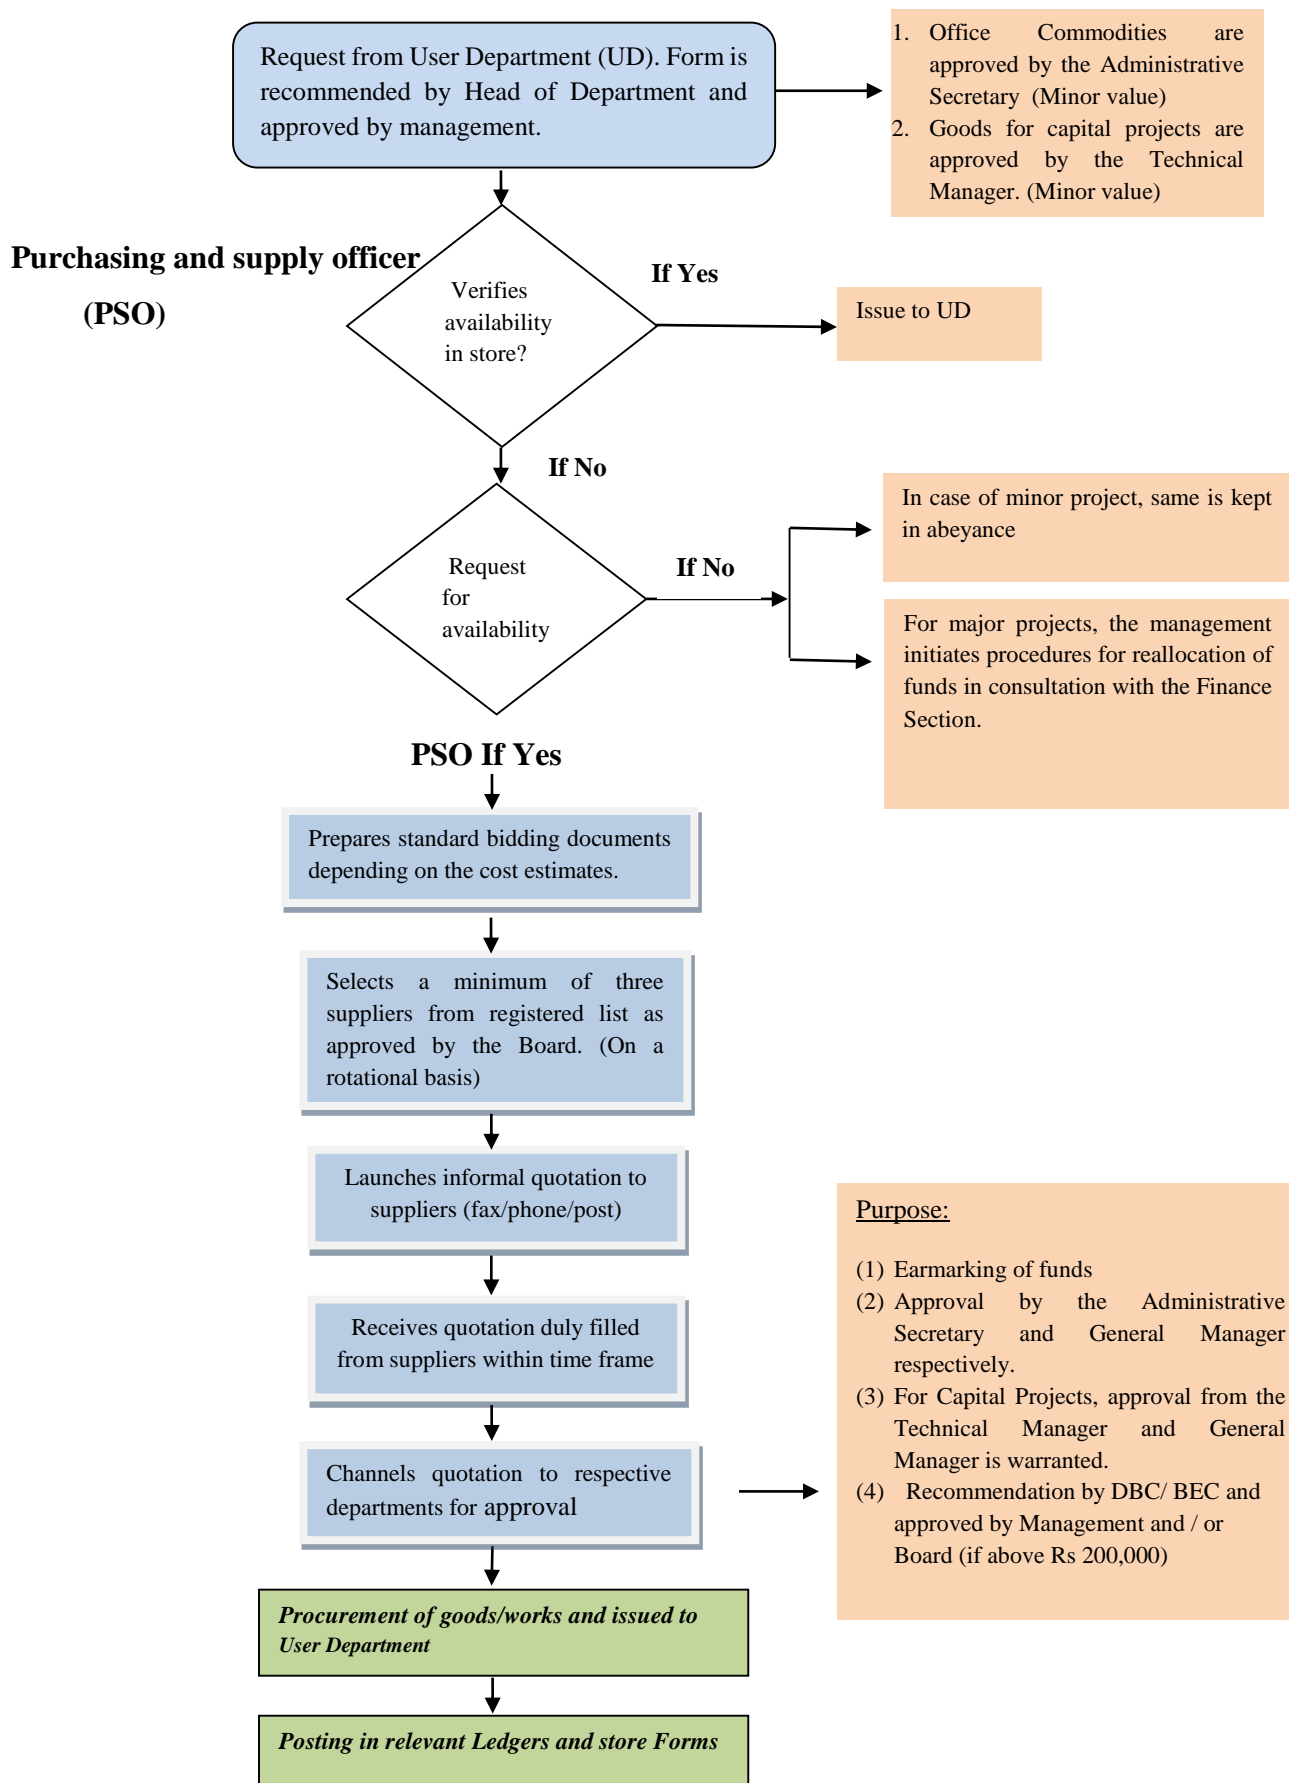 Request from User Department (UD). Form is
recommended by Head of Department and
approved by management.
1. Office Commodities are
approved by the Administrative
Secretary (Minor value)
2. Goods for capital projects are
approved by the Technical
Manager. (Minor value)
Purchasing and supply officer
(PSO)
Verifies
availability
in store?
If Yes
Issue to UD
If No
Request
for
availability
If No
In case of minor project, same is kept
in abeyance
For major projects, the management
initiates procedures for reallocation of
funds in consultation with the Finance
Section.
PSO If Yes
Prepares standard bidding documents
depending on the cost estimates.
Selects a minimum of three
suppliers from registered list as
approved by the Board. (On a
rotational basis)
Launches informal quotation to
suppliers (fax/phone/post)
Receives quotation duly filled
from suppliers within time frame
Channels quotation to respective
departments for approval
Purpose:
(1) Earmarking of funds
(2) Approval by the Administrative
Secretary and General Manager
respectively.
(3) For Capital Projects, approval from the
Technical Manager and General
Manager is warranted.
(4) Recommendation by DBC/ BEC and
approved by Management and / or
Board (if above Rs 200,000)
Procurement of goods/works and issued to
User Department
Posting in relevant Ledgers and store Forms